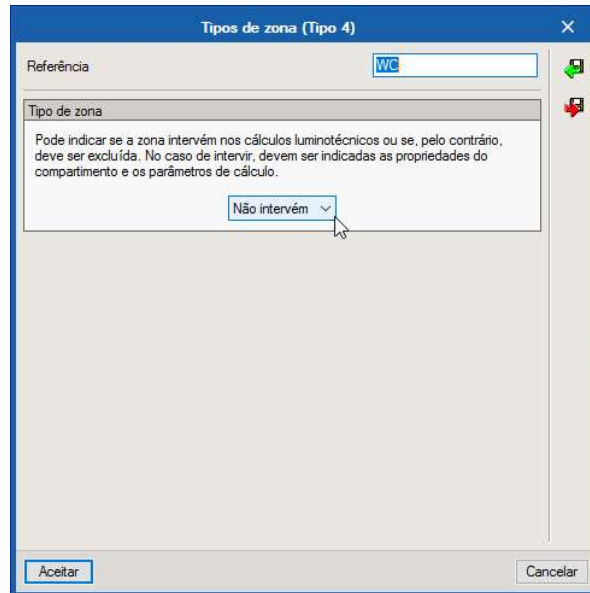 Tipos de zona (Tipo 4)
Referência WC
Tipo de zona
Pode indicar se a zona intervém nos cálculos luminotécnicos ou se, pelo contrário,
deve ser excluída. No caso de intervir, devem ser indicadas as propriedades do
compartimento e os parâmetros de cálculo.
Não intervém
Aceitar Cancelar